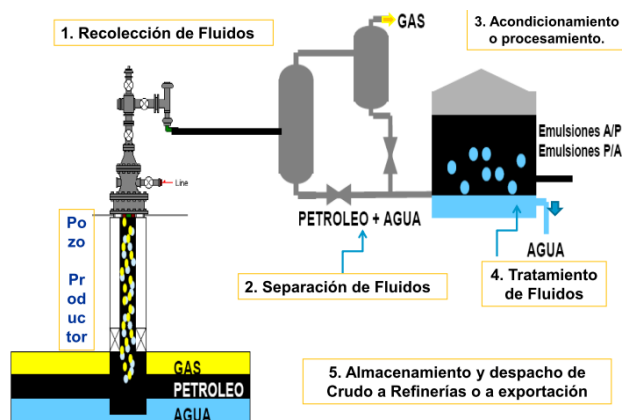 1. Recolección de Fluidos
GAS
3. Acondicionamiento
o procesamiento.
Line
Emulsiones A/P
Emulsiones P/A
PETROLEO + AGUA
AGUA
2. Separación de Fluidos
4. Tratamiento
de Fluidos
Po
zo
Pr
od
uc
tor
GAS
PETROLEO
AGUA
5. Almacenamiento y despacho de
Crudo a Refinerías o a exportación